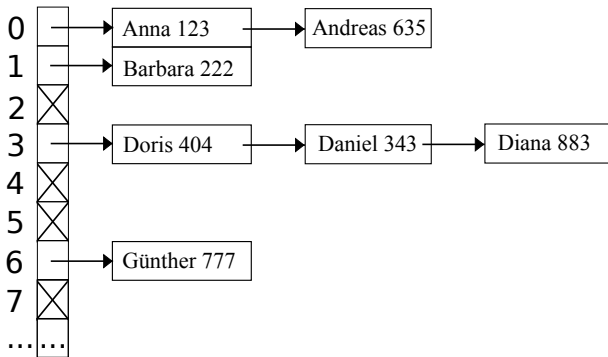 0 Anna 123 Andreas 635
1 Barbara 222
2
3 Doris 404 Daniel 343 Diana 883
4
5
6 Günther 777
7
... ...